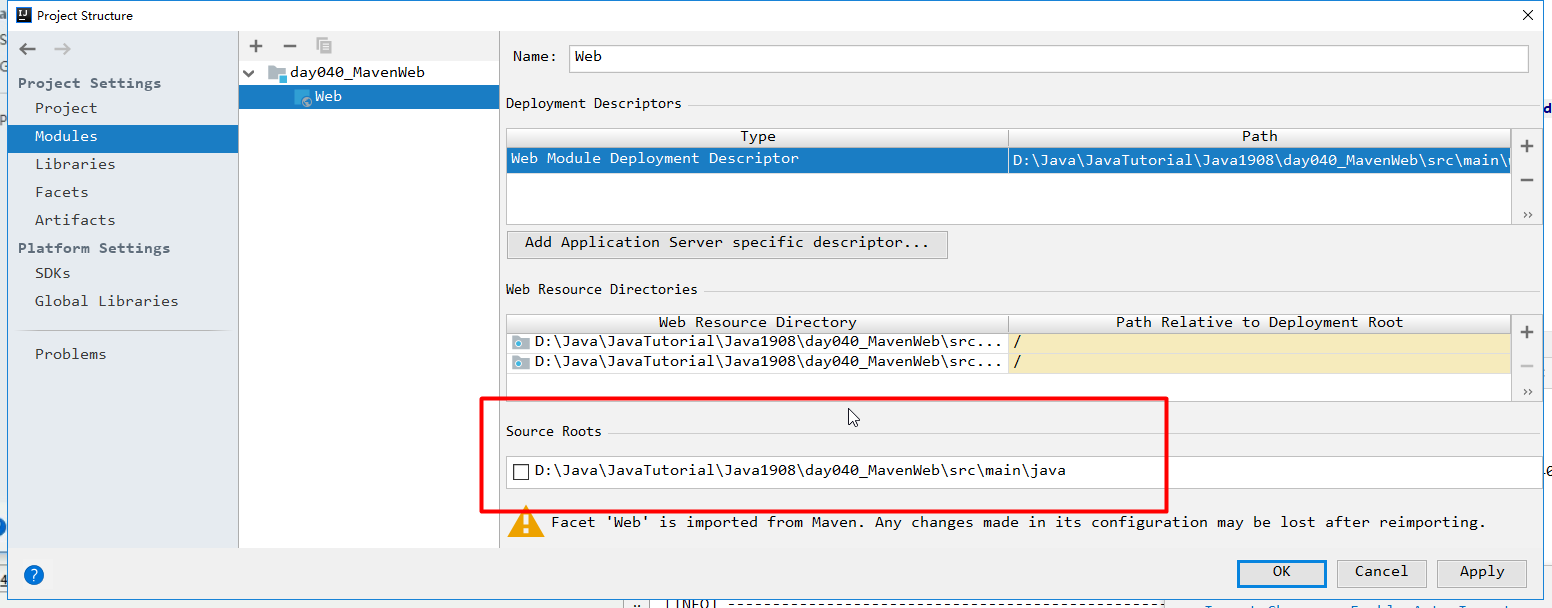 Project Structure
Project Settings
Project
Modules
Libraries
Facets
Artifacts
Platform Settings
SDKs
Global Libraries
Problems
day040_MavenWeb
Web
Name: Web
Deployment Descriptors
Type Path
Web Module Deployment Descriptor D:\Java\JavaTutorial\Java1908\day040_MavenWeb\src\main\
Add Application Server specific descriptor...
Web Resource Directories
Web Resource Directory Path Relative to Deployment Root
D:\Java\JavaTutorial\Java1908\day040_MavenWeb\src... /
D:\Java\JavaTutorial\Java1908\day040_MavenWeb\src... /
Source Roots
D:\Java\JavaTutorial\Java1908\day040_MavenWeb\src\main\java
Facet 'Web' is imported from Maven. Any changes made in its configuration may be lost after reimporting.
? OK Cancel Apply